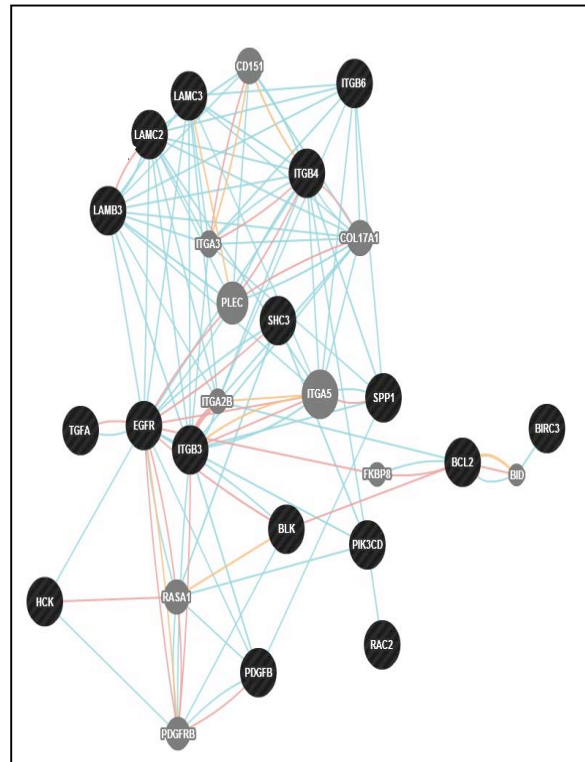 CD151
LAMC3
ITGB6
LAMC2
ITGB4
LAMB3
ITGA3
COL17A1
PLEC
SHC3
ITGA2B
ITGA5
SPP1
TGFA
EGFR
BIRC3
ITGB3
FKBP8
BCL2
BID
BLK
PIK3CD
HCK
RASA1
RAC2
PDGFB
PDGFRB